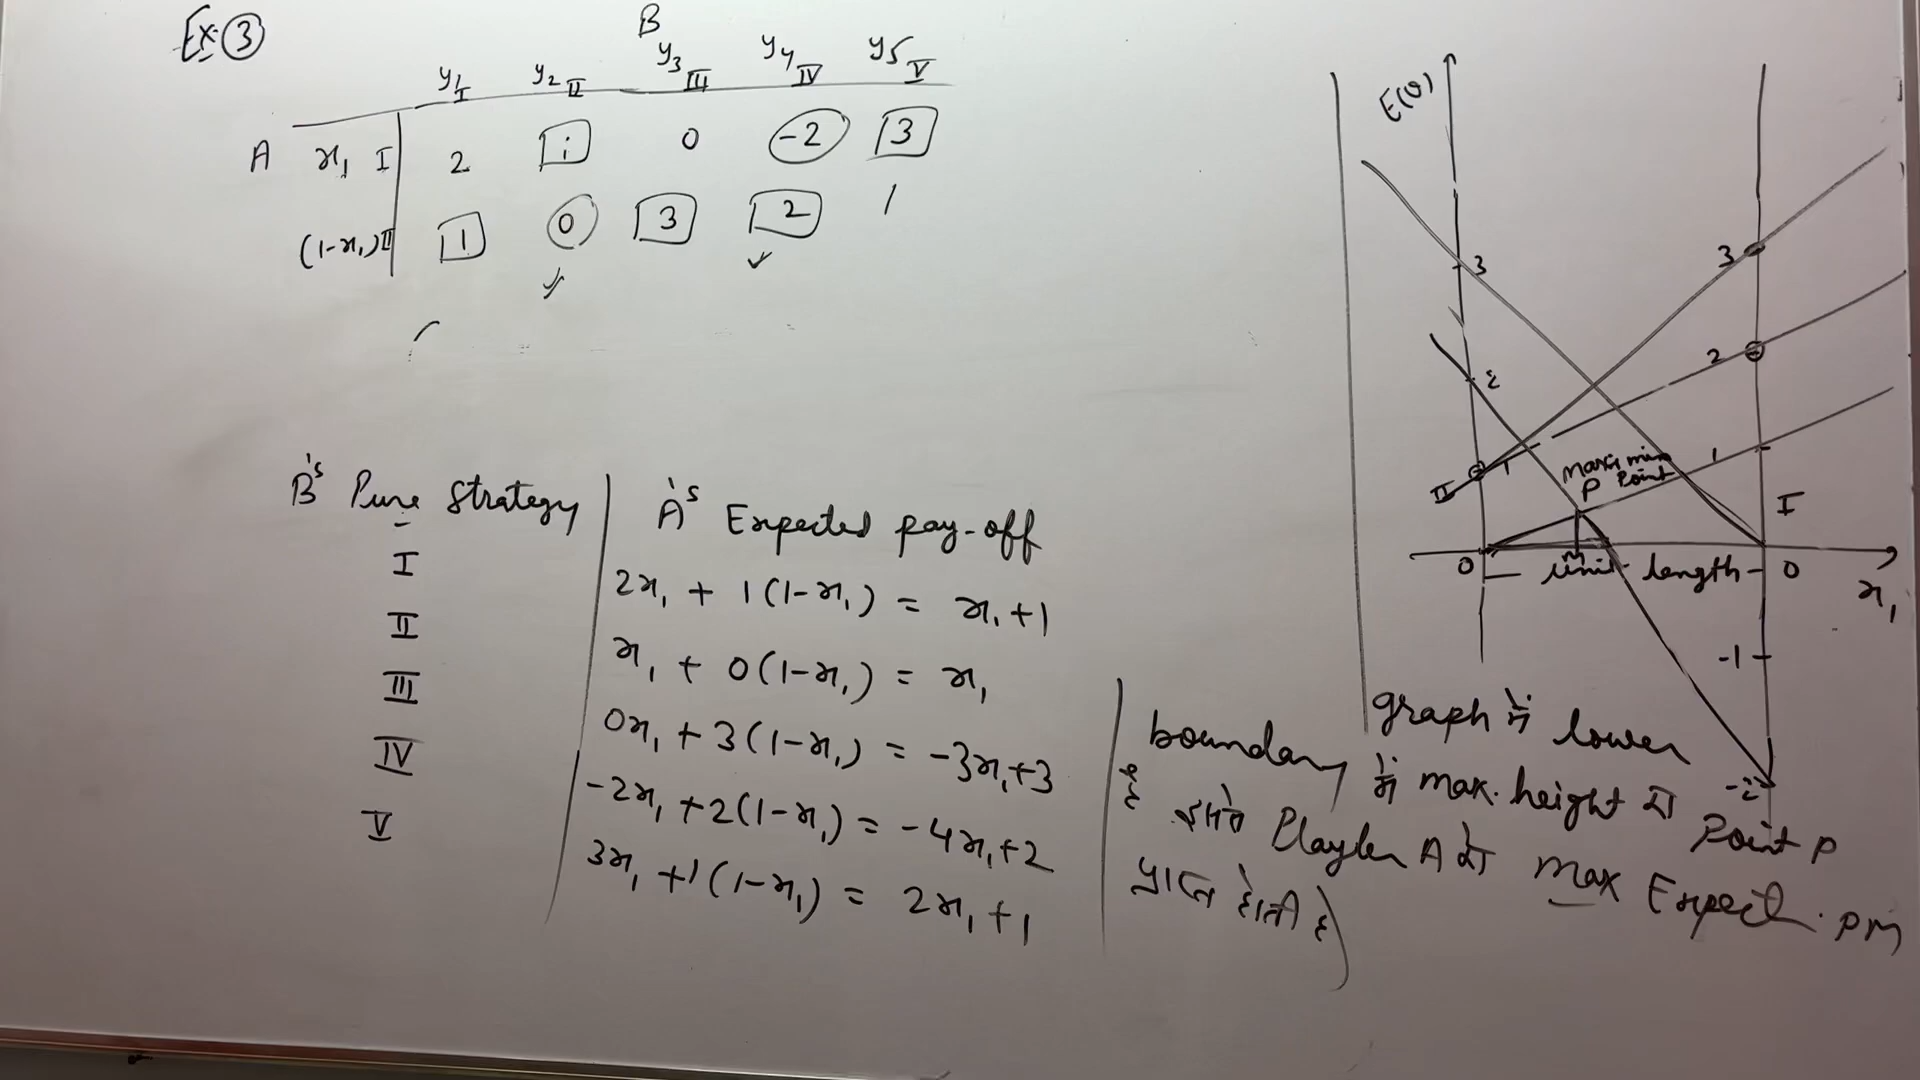 Ex. 3
B
y1 I y2 II y3 III y4 IV y5 V
A x1 I 2 1 0 -2 3
(1-x1) II 1 0 3 2 1
B's Pure Strategy | A's Expected pay-off
I 2x1 + 1(1-x1) = x1+1
II x1 + 0(1-x1) = x1
III 0x1 + 3(1-x1) = -3x1+3
IV -2x1 + 2(1-x1) = -4x1+2
V 3x1 + 1(1-x1) = 2x1+1
E(v)
3 3
2 2
II 1 1
Maxi min
P Point
I
0 m 0
unit length
x1
-1
-2
graph में lower
boundary में max. height का Point P
है Player A को max Expect. PM
प्राप्त होती है)